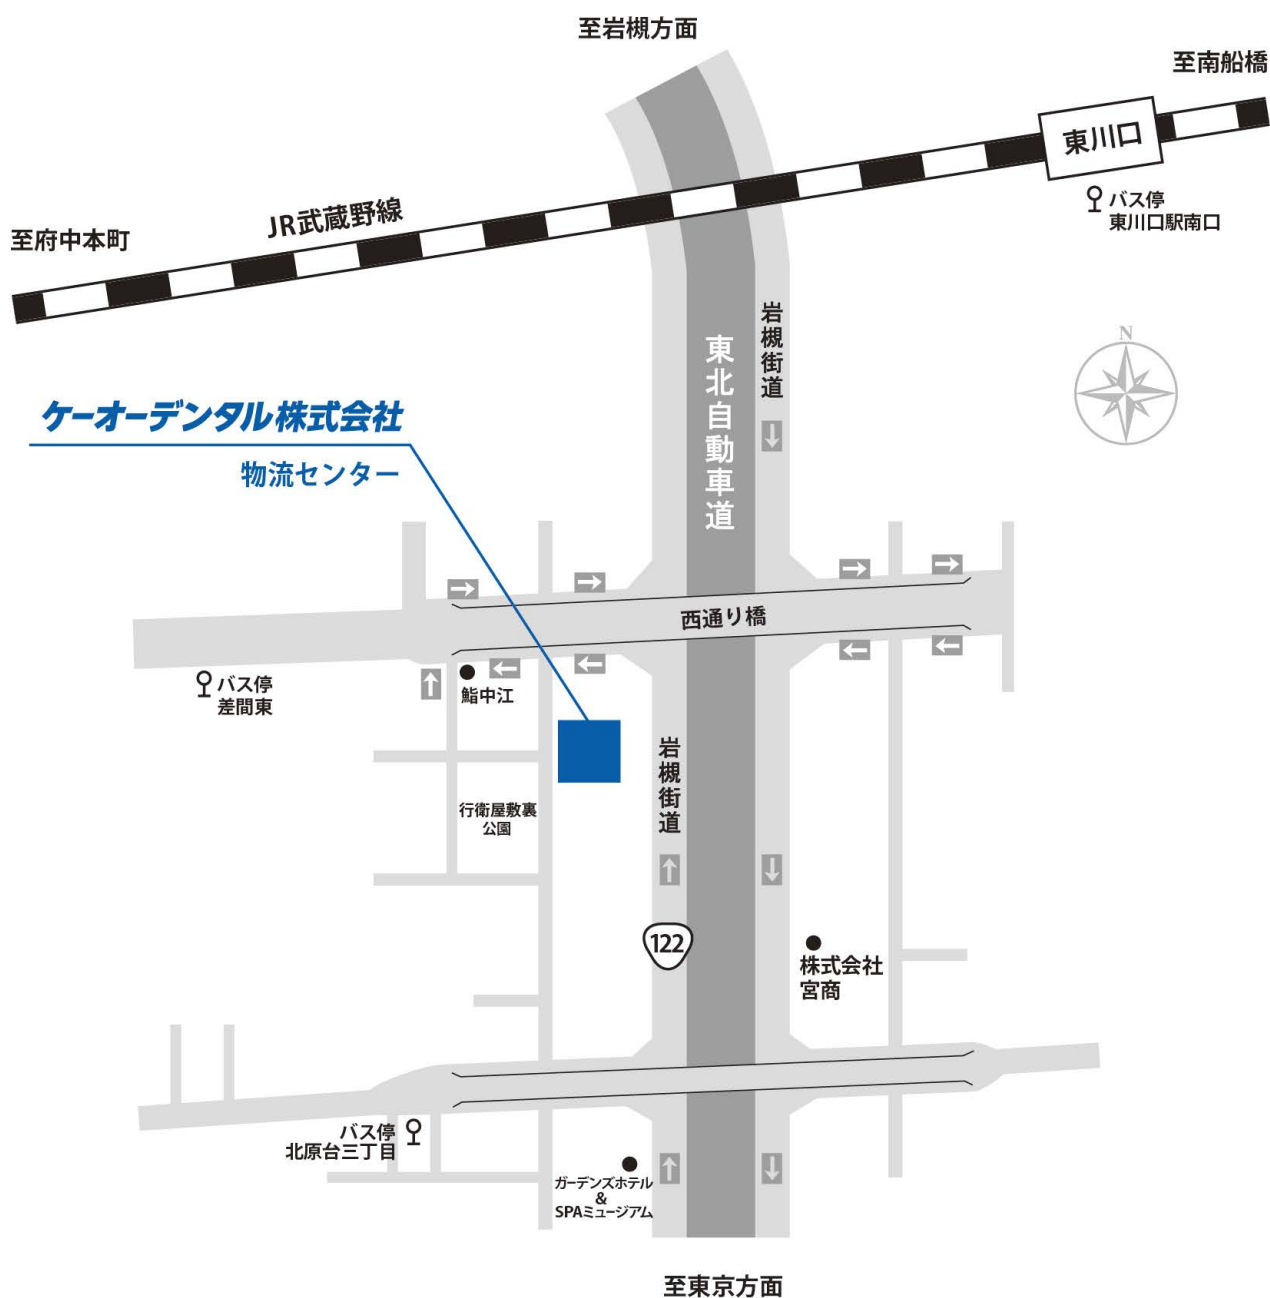 至岩槻方面
至南船橋
東川口
バス停
東川口駅南口
JR武蔵野線
至府中本町
岩槻街道
東北自動車道
N
ケーオーデンタル株式会社
物流センター
西通り橋
バス停
差間東
鮨中江
岩槻街道
行衛屋敷裏
公園
122
株式会社
宮商
バス停
北原台三丁目
ガーデンズホテル
&
SPAミュージアム
至東京方面